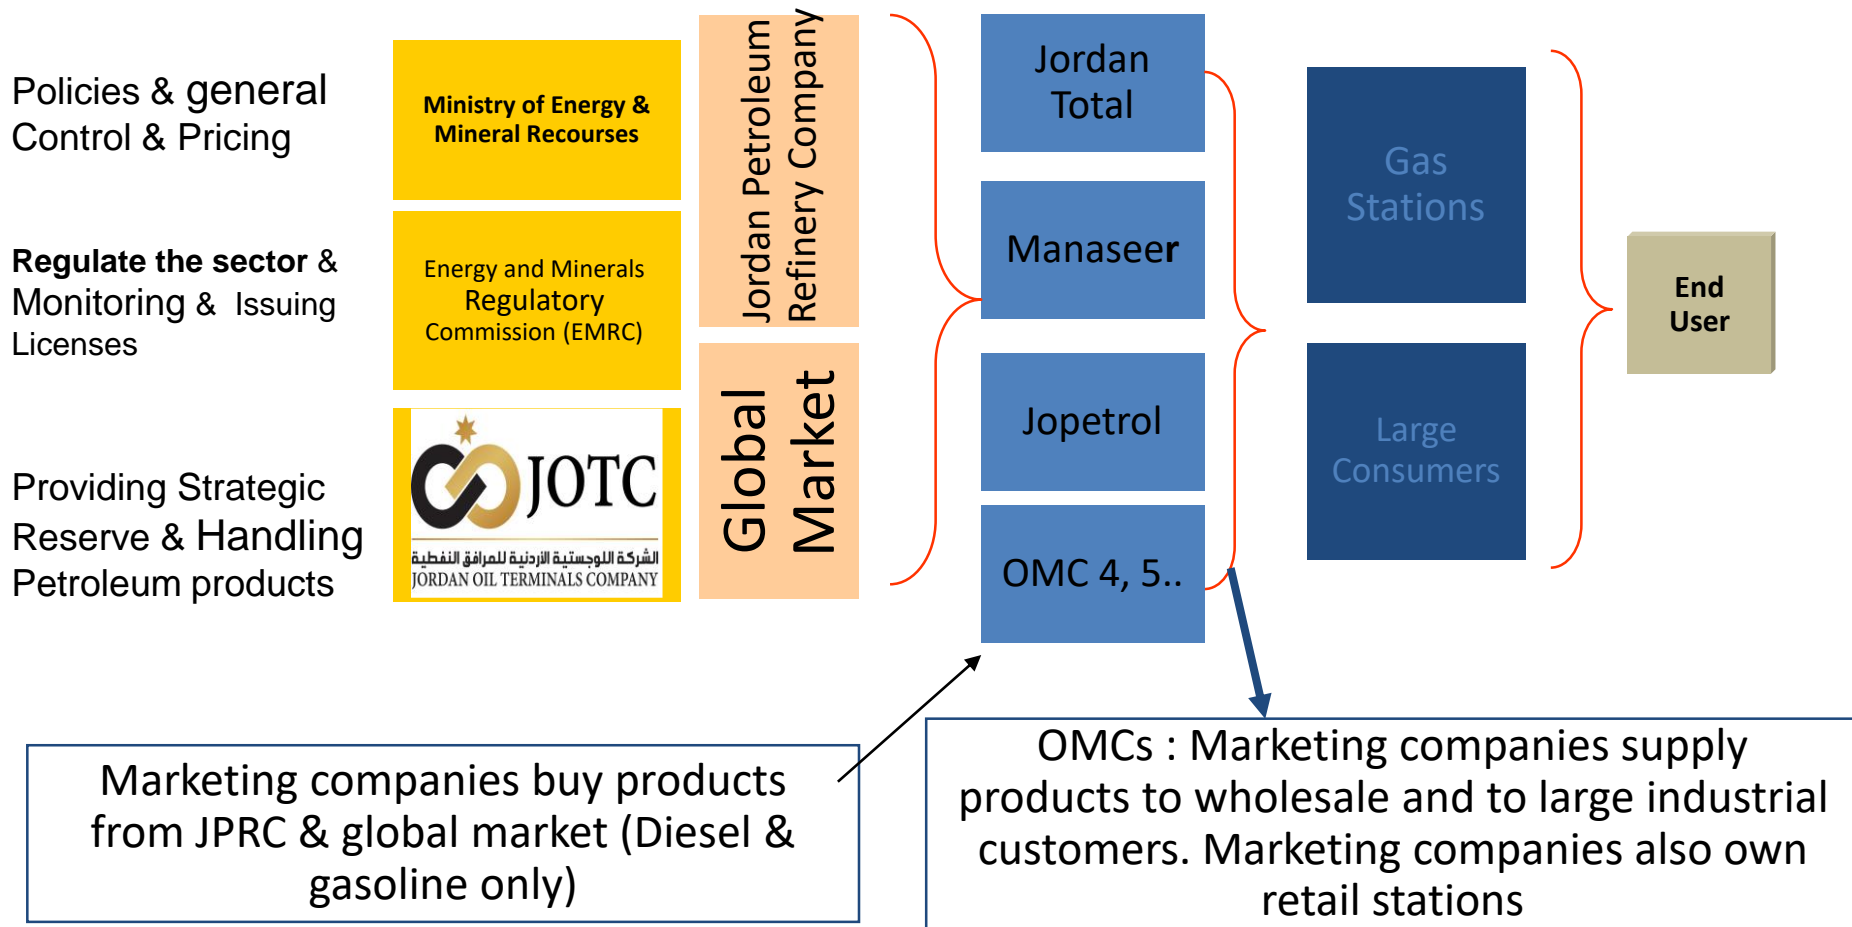 Policies & general
Control & Pricing
Ministry of Energy &
Mineral Recourses
Regulate the sector &
Monitoring & Issuing
Licenses
Energy and Minerals
Regulatory
Commission (EMRC)
Providing Strategic
Reserve & Handling
Petroleum products
JOTC
الشركة اللوجستية الأردنية للمرافق النفطية
JORDAN OIL TERMINALS COMPANY
Jordan Petroleum
Refinery Company
Global
Market
Jordan
Total
Manaseer
Jopetrol
OMC 4, 5..
Gas
Stations
Large
Consumers
End
User
Marketing companies buy products
from JPRC & global market (Diesel &
gasoline only)
OMCs : Marketing companies supply
products to wholesale and to large industrial
customers. Marketing companies also own
retail stations